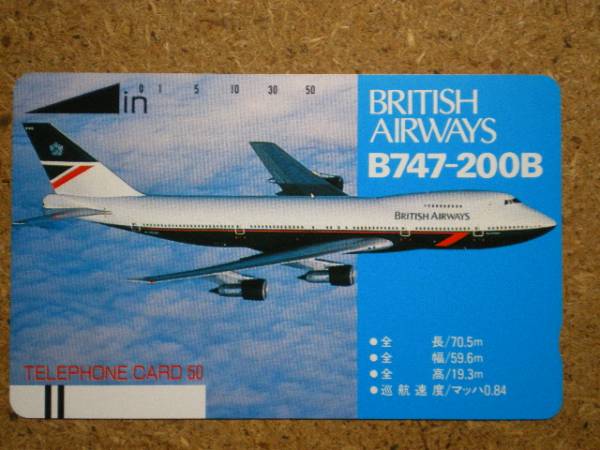 in
0 1 5 10 30 50
BRITISH
AIRWAYS
B747-200B
BRITISH AIRWAYS
●全 長/70.5m
●全 幅/59.6m
●全 高/19.3m
●巡航速度/マッハ0.84
TELEPHONE CARD 50